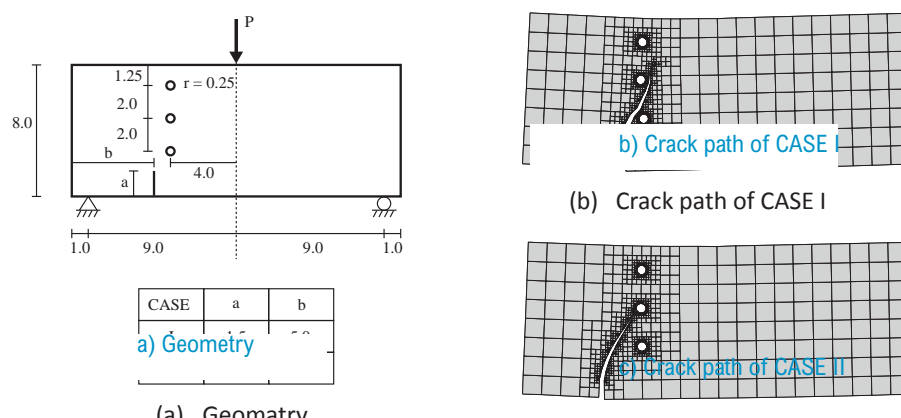 P
1.25
r = 0.25
2.0
8.0
2.0
b
4.0
a
1.0
9.0
9.0
1.0
CASE a b
a) Geometry
(a) Geomatry
b) Crack path of CASE I
(b) Crack path of CASE I
c) Crack path of CASE II